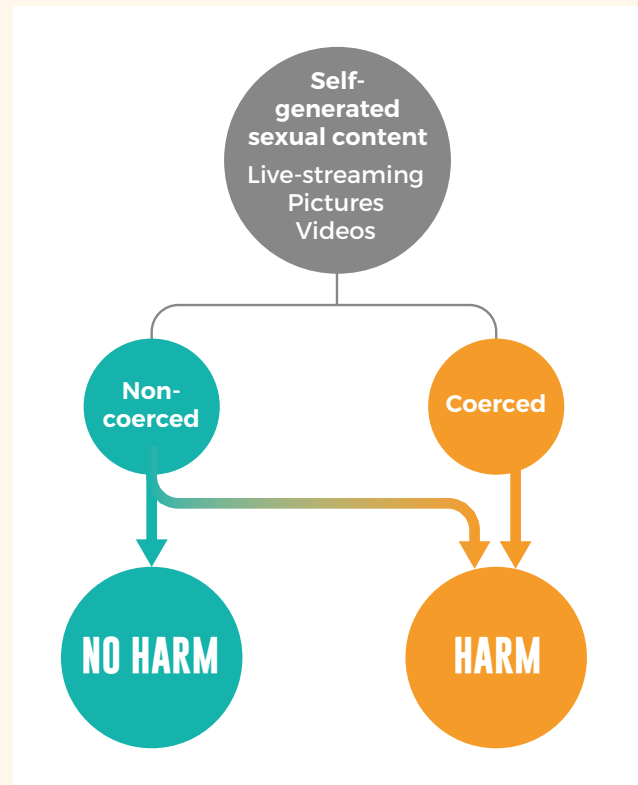 Self-
generated
sexual content
Live-streaming
Pictures
Videos
Non-
coerced
Coerced
NO HARM
HARM